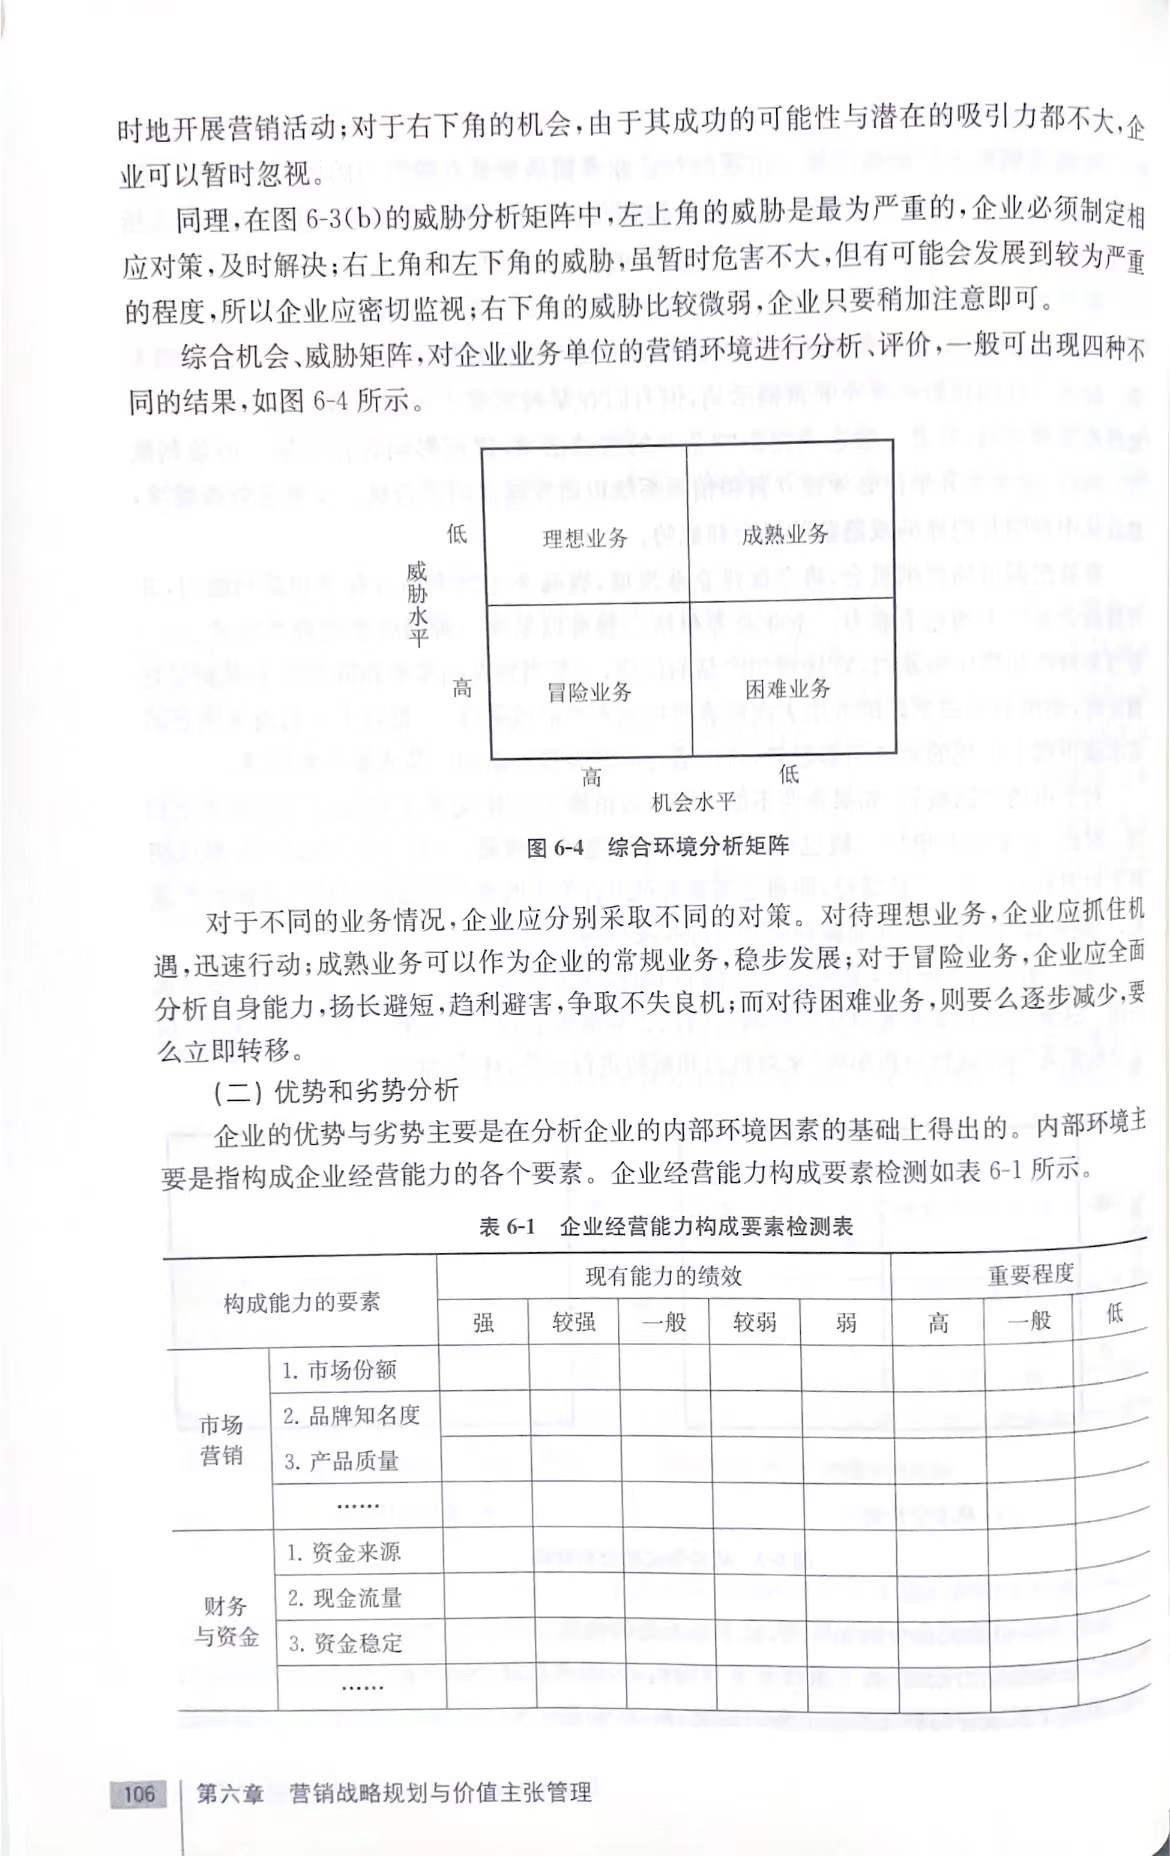 时地开展营销活动;对于右下角的机会,由于其成功的可能性与潜在的吸引力都不大,企
业可以暂时忽视。
同理,在图 6-3(b)的威胁分析矩阵中,左上角的威胁是最为严重的,企业必须制定相
应对策,及时解决;右上角和左下角的威胁,虽暂时危害不大,但有可能会发展到较为严重
的程度,所以企业应密切监视;右下角的威胁比较微弱,企业只要稍加注意即可。
综合机会、威胁矩阵,对企业业务单位的营销环境进行分析、评价,一般可出现四种不
同的结果,如图 6-4 所示。
低 理想业务 成熟业务
威胁水平
高 冒险业务 困难业务
高 低
机会水平
图 6-4 综合环境分析矩阵
对于不同的业务情况,企业应分别采取不同的对策。对待理想业务,企业应抓住机
遇,迅速行动;成熟业务可以作为企业的常规业务,稳步发展;对于冒险业务,企业应全面
分析自身能力,扬长避短,趋利避害,争取不失良机;而对待困难业务,则要么逐步减少,要
么立即转移。
(二) 优势和劣势分析
企业的优势与劣势主要是在分析企业的内部环境因素的基础上得出的。内部环境主
要是指构成企业经营能力的各个要素。企业经营能力构成要素检测如表 6-1 所示。
表 6-1 企业经营能力构成要素检测表
构成能力的要素 现有能力的绩效 重要程度
强 较强 一般 较弱 弱 高 一般 低
市场营销
1. 市场份额
2. 品牌知名度
3. 产品质量
……
财务与资金
1. 资金来源
2. 现金流量
3. 资金稳定
……
106 第六章 营销战略规划与价值主张管理